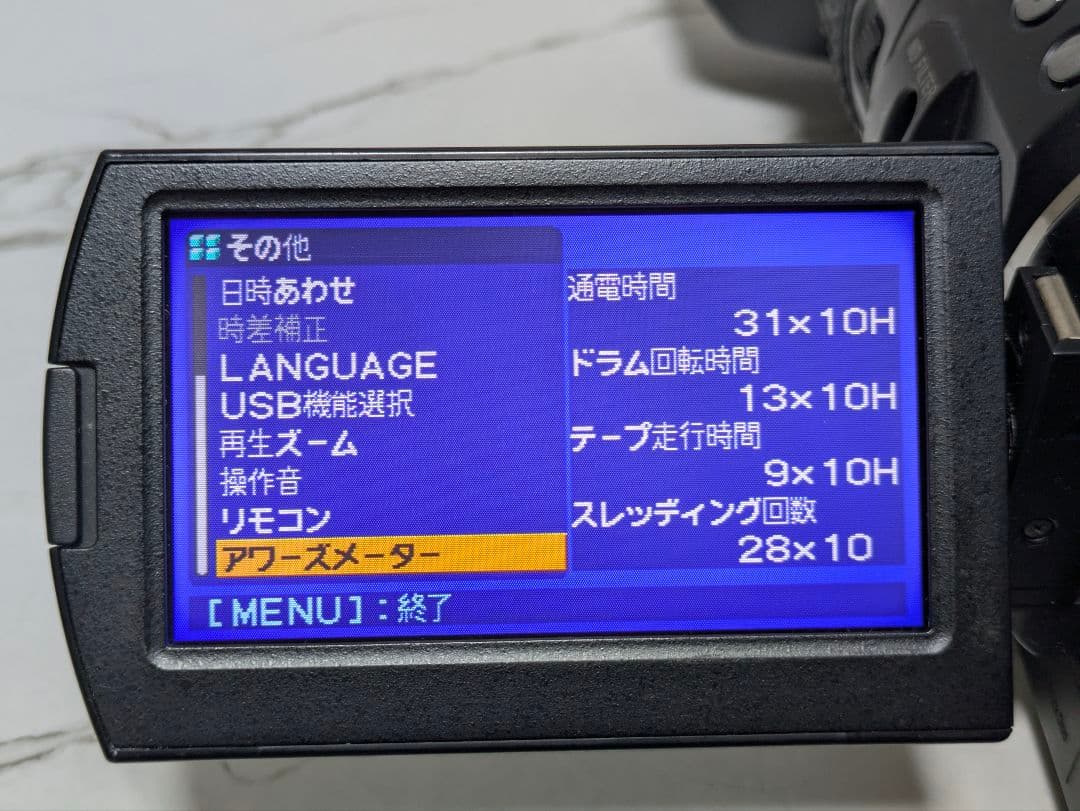 その他
日時あわせ
時差補正
LANGUAGE
USB機能選択
再生ズーム
操作音
リモコン
アワーズメーター
通電時間
31×10H
ドラム回転時間
13×10H
テープ走行時間
9×10H
スレッディング回数
28×10
[MENU]:終了
ND FILTER